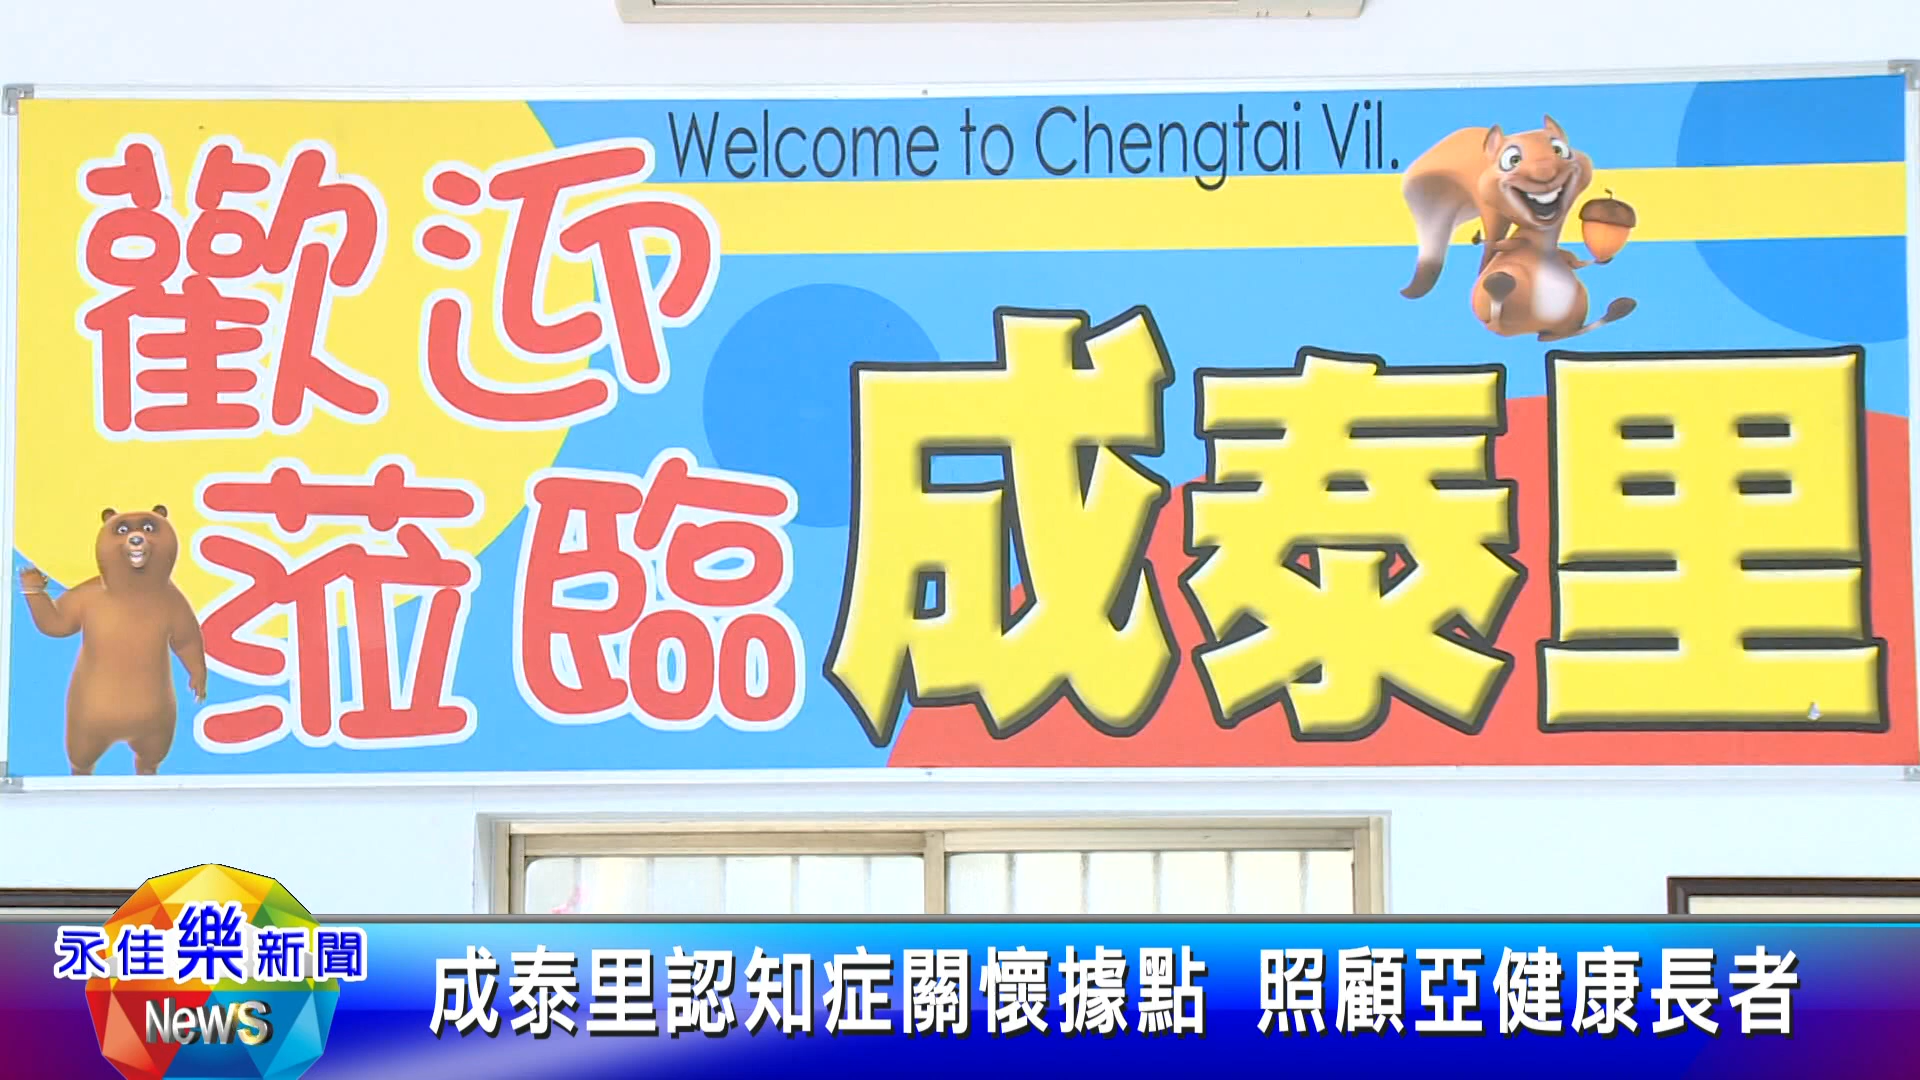 Welcome to Chengtai Vil.
歡迎
蒞臨
成泰里
永佳樂新聞
News
成泰里認知症關懷據點 照顧亞健康長者